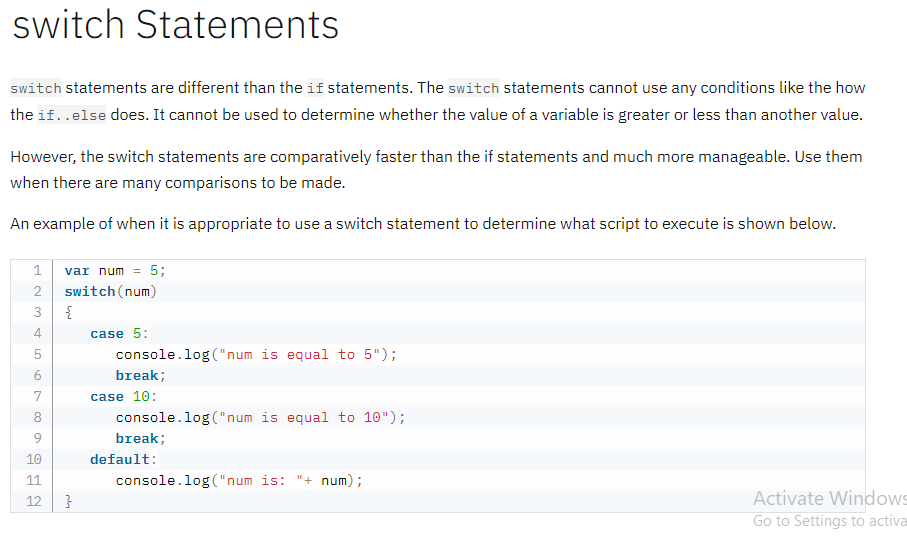 switch Statements
switch statements are different than the if statements. The switch statements cannot use any conditions like the how
the if..else does. It cannot be used to determine whether the value of a variable is greater or less than another value.
However, the switch statements are comparatively faster than the if statements and much more manageable. Use them
when there are many comparisons to be made.
An example of when it is appropriate to use a switch statement to determine what script to execute is shown below.
1 var num = 5;
2 switch(num)
3 {
4    case 5:
5       console.log("num is equal to 5");
6       break;
7    case 10:
8       console.log("num is equal to 10");
9       break;
10    default:
11       console.log("num is: "+ num);
12 }
Activate Windows
Go to Settings to activa